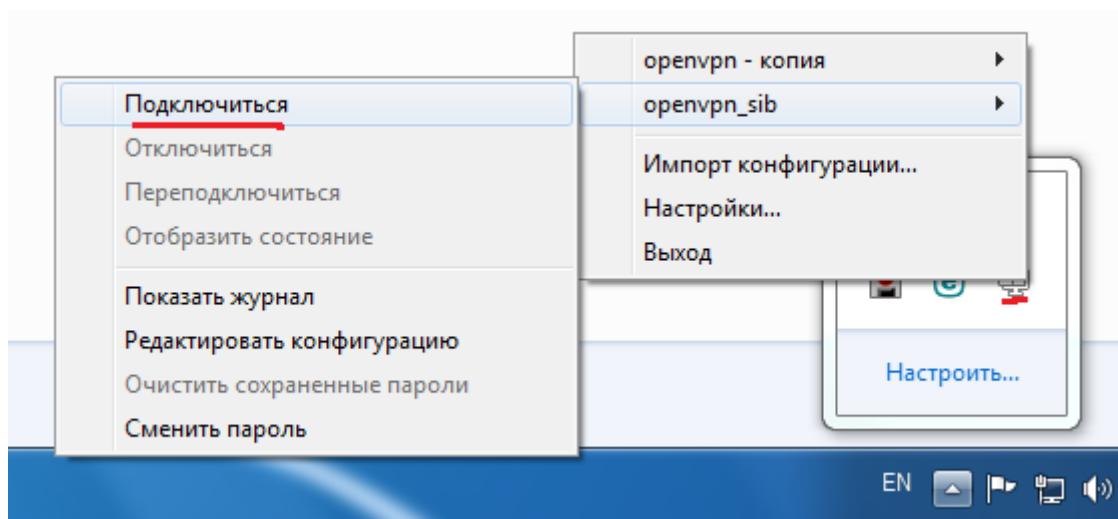 openvpn - копия
openvpn_sib
Импорт конфигурации...
Настройки...
Выход
Подключиться
Отключиться
Переподключиться
Отобразить состояние
Показать журнал
Редактировать конфигурацию
Очистить сохраненные пароли
Сменить пароль
Настроить...
EN